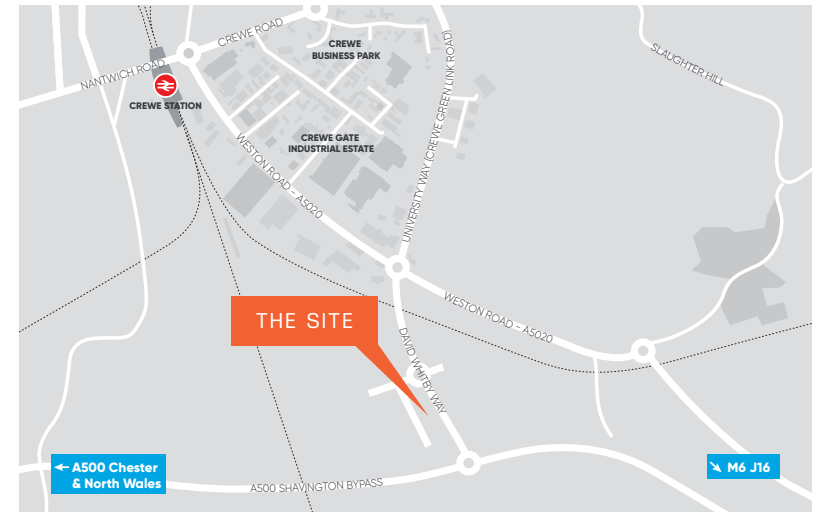 CREWE ROAD
NANTWICH ROAD
CREWE STATION
CREWE
BUSINESS PARK
CREWE GATE
INDUSTRIAL ESTATE
WESTON ROAD – A5020
UNIVERSITY WAY (CREWE GREEN LINK ROAD)
SLAUGHTER HILL
THE SITE
WESTON ROAD – A5020
DAVID WHITBY WAY
A500 Chester
& North Wales
A500 SHAVINGTON BYPASS
M6 J16